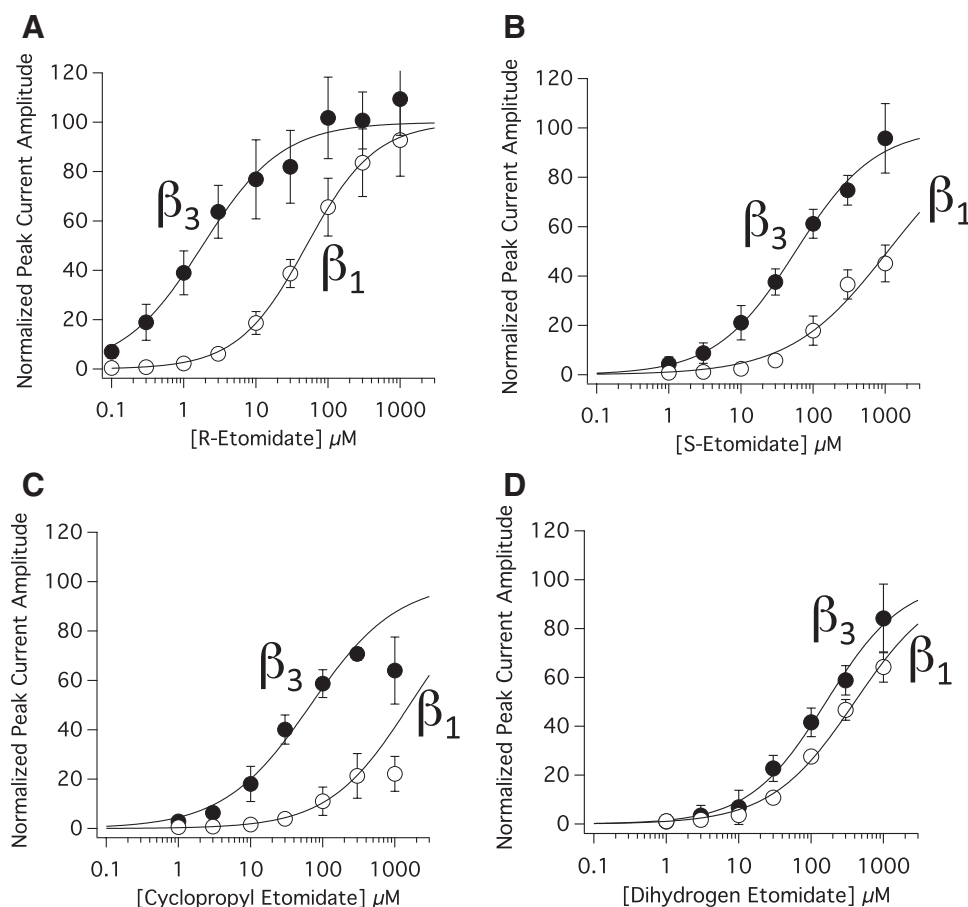 A
Normalized Peak Current Amplitude
120
100
80
60
40
20
0
β3
β1
0.1 1 10 100 1000
[R-Etomidate] µM
B
Normalized Peak Current Amplitude
120
100
80
60
40
20
0
β3
β1
0.1 1 10 100 1000
[S-Etomidate] µM
C
Normalized Peak Current Amplitude
120
100
80
60
40
20
0
β3
β1
0.1 1 10 100 1000
[Cyclopropyl Etomidate] µM
D
Normalized Peak Current Amplitude
120
100
80
60
40
20
0
β3
β1
0.1 1 10 100 1000
[Dihydrogen Etomidate] µM